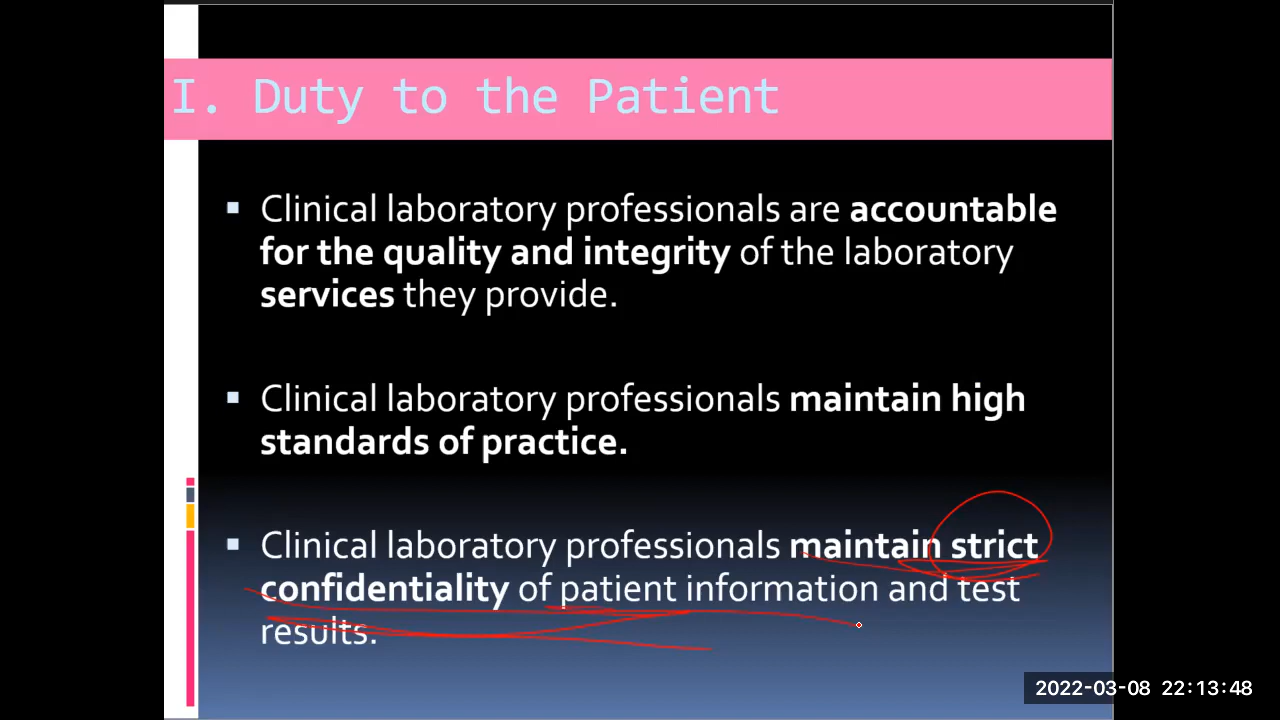 I. Duty to the Patient
▪ Clinical laboratory professionals are accountable
for the quality and integrity of the laboratory
services they provide.
▪ Clinical laboratory professionals maintain high
standards of practice.
▪ Clinical laboratory professionals maintain strict
confidentiality of patient information and test
results.
2022-03-08 22:13:48